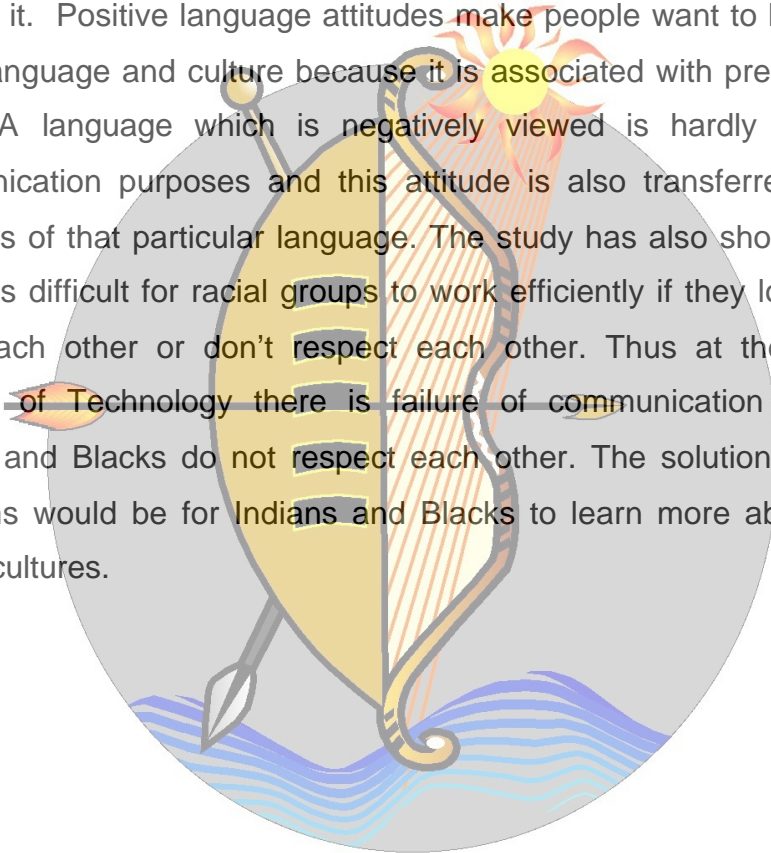 it. Positive language attitudes make people want to l
anguage and culture because it is associated with pre
A language which is negatively viewed is hardly
nication purposes and this attitude is also transferre
s of that particular language. The study has also sho
s difficult for racial groups to work efficiently if they lo
ach other or don't respect each other. Thus at the
of Technology there is failure of communication
and Blacks do not respect each other. The solution
ns would be for Indians and Blacks to learn more ab
cultures.